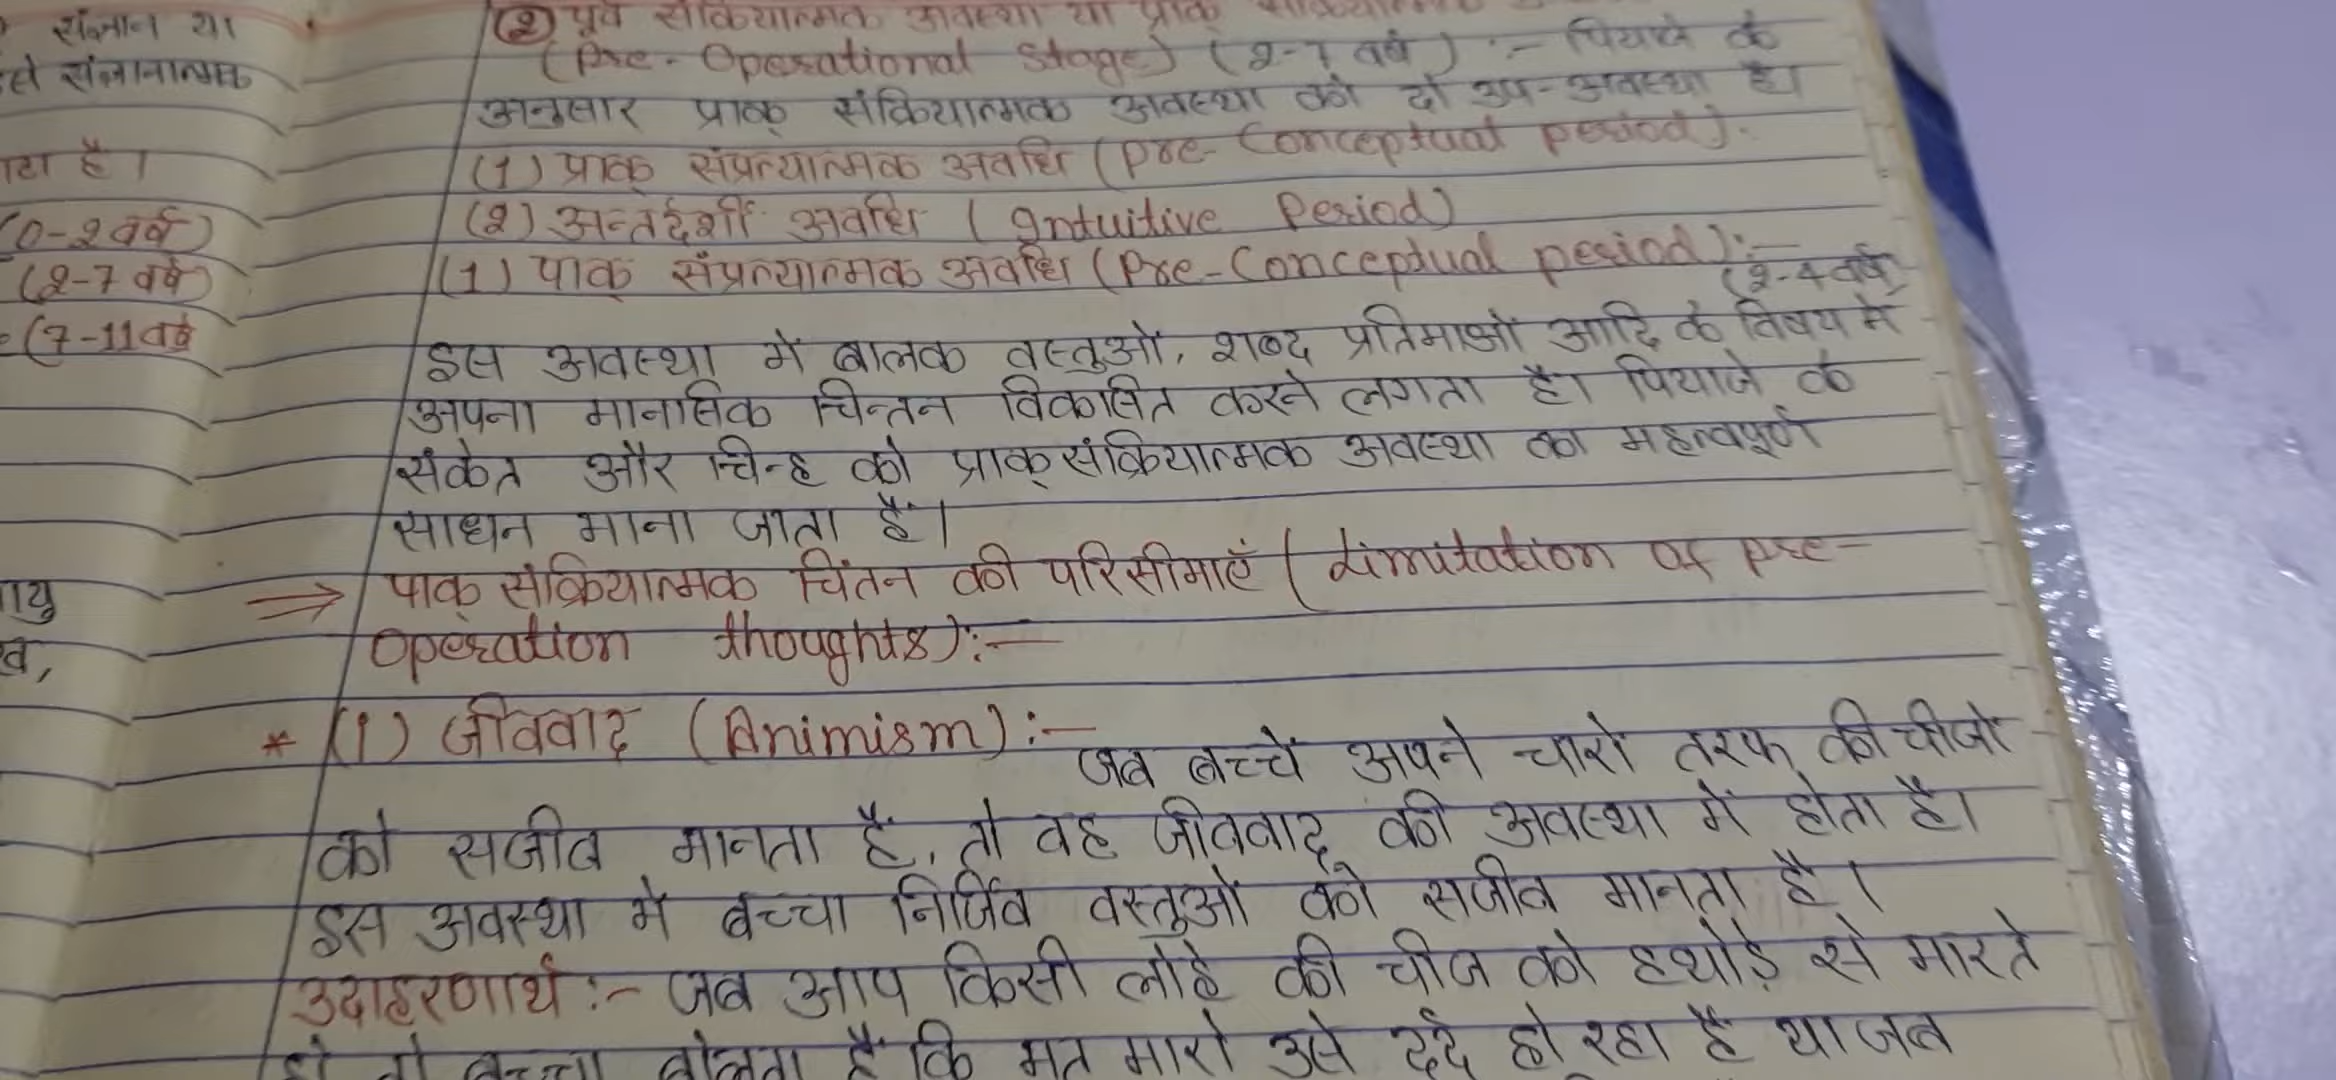 संज्ञान या
संज्ञानात्मक
है।
(0-2 वर्ष)
(2-7 वर्ष)
(7-11 वर्ष
(2) पूर्व संक्रियात्मक अवस्था या प्राक्
(Pre-Operational Stage) (2-7 वर्ष) :- पियाजे के
अनुसार प्राक् संक्रियात्मक अवस्था को दो उप-अवस्था है।
(1) प्राक् संप्रत्यात्मक अवधि (Pre-Conceptual period).
(2) अन्तर्दर्शी अवधि (Intuitive Period)
(1) पाक् संप्रत्यात्मक अवधि (Pre-Conceptual period):—
(2-4 वर्ष)
इस अवस्था में बालक वस्तुओं, शब्द प्रतिमाओं आदि के विषय में
अपना मानसिक चिन्तन विकसित करने लगता है। पियाजे के
संकेत और चिन्ह को प्राक् संक्रियात्मक अवस्था का महत्वपूर्ण
साधन माना जाता है।
⇒ पाक् संक्रियात्मक चिंतन की परिसीमाएँ (Limitation of pre-
operation thoughts):—
* (1) जीववाद (Animism):—
जब बच्चें अपने चारो तरफ की चीजों
को सजीव मानता है, तो वह जीववाद की अवस्था में होता है।
इस अवस्था में बच्चा निर्जिव वस्तुओं को सजीव मानता है।
उदाहरणार्थ :- जब आप किसी लोहे की चीज को हथोड़े से मारते
हो तो बच्चा बोलता है कि मत मारो उसे दर्द हो रहा है या जब